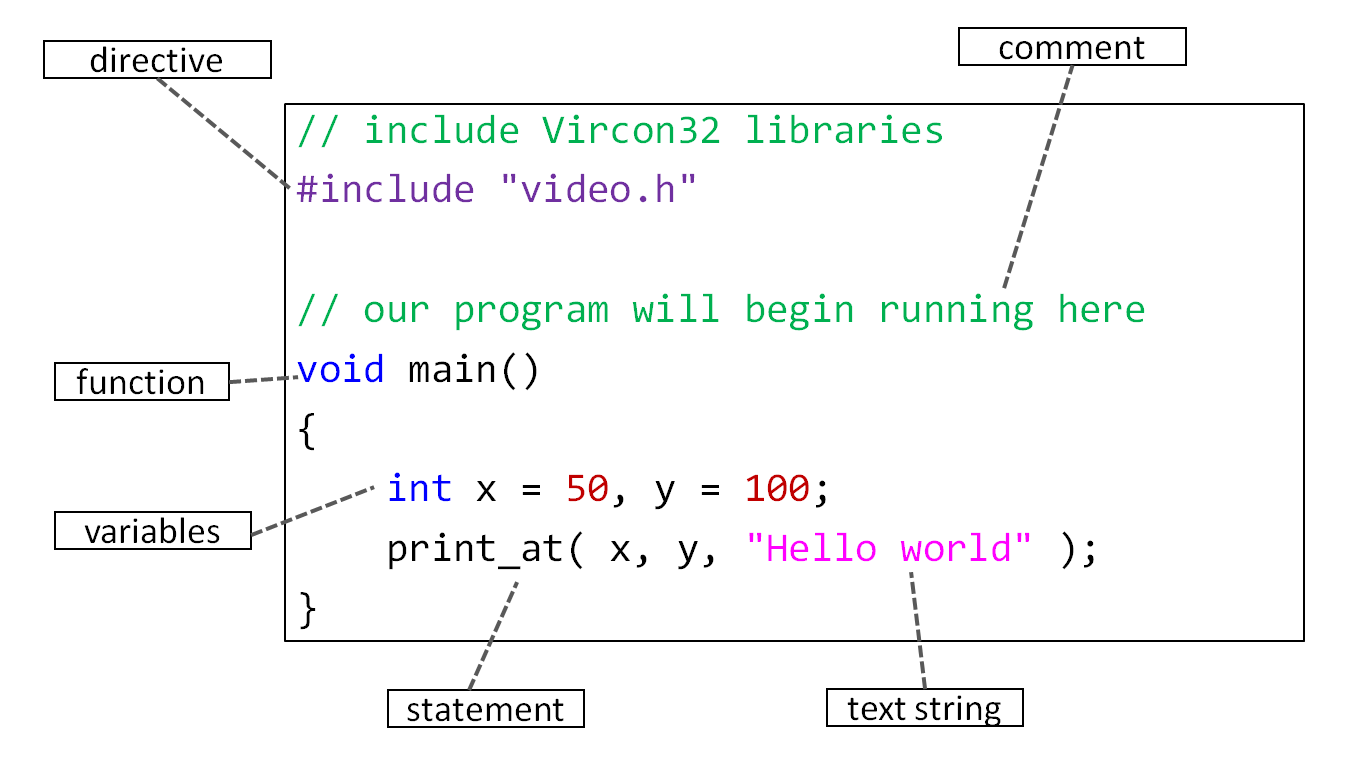 directive
comment
// include Vircon32 libraries
#include "video.h"
// our program will begin running here
function
void main()
{
int x = 50, y = 100;
variables
print_at( x, y, "Hello world" );
}
statement
text string